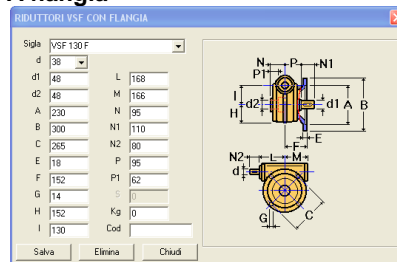 RIDUTTORI VSF CON FLANGIA
Sigla VSF 130 F
d 38
d1 48 L 168
d2 48 M 166
A 230 N 95
B 300 N1 110
C 265 N2 80
E 18 P 95
F 152 P1 62
G 14 S 0
H 152 Kg 0
I 130 Cod
Salva Elimina Chiudi
N P N1
P1
I d2 d1 A B
H
E
F
N2 L M
d
G C